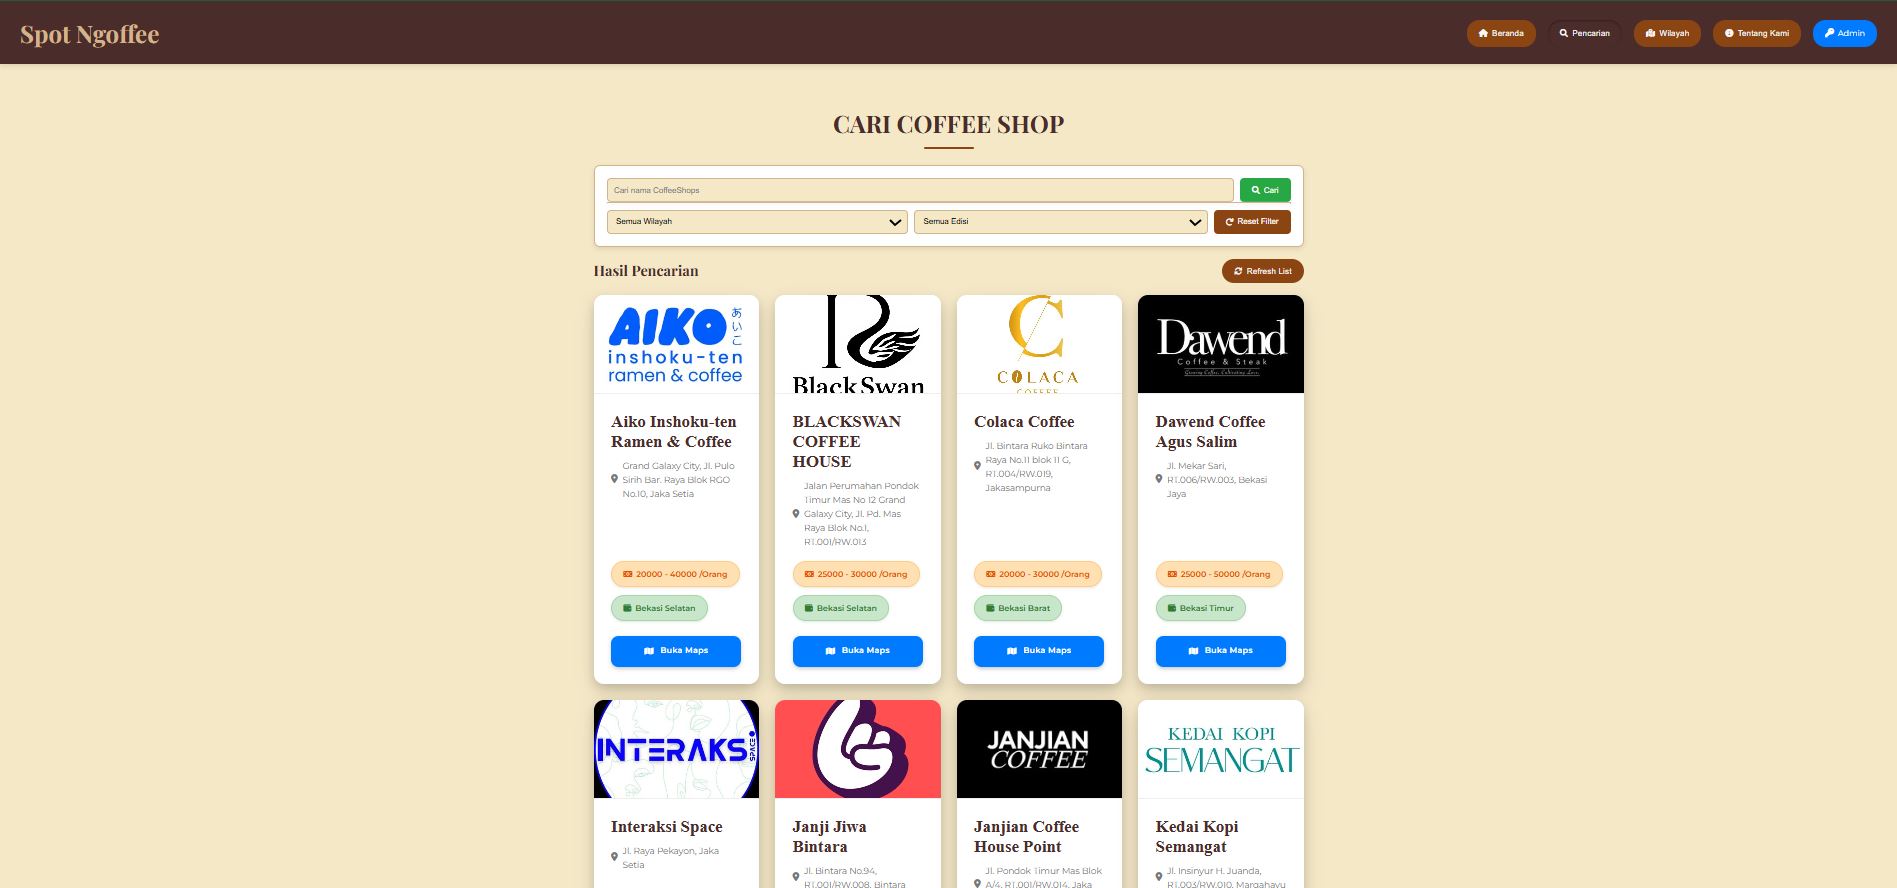 Spot Ngoffee
Beranda
Pencarian
Wilayah
Tentang Kami
Admin
CARI COFFEE SHOP
Cari nama CoffeeShops
Cari
Semua Wilayah
Semua Edisi
Reset Filter
Hasil Pencarian
Refresh List
AIKO
あいこ
inshoku-ten
ramen & coffee
Aiko Inshoku-ten
Ramen & Coffee
Grand Galaxy City, Jl. Pulo
Sirih Bar. Raya Blok RGO
No.10, Jaka Setia
20000 - 40000 /Orang
Bekasi Selatan
Buka Maps
BlackSwan
BLACKSWAN
COFFEE
HOUSE
Jalan Perumahan Pondok
Timur Mas No 12 Grand
Galaxy City, Jl. Pd. Mas
Raya Blok No.1,
RT.001/RW.013
25000 - 30000 /Orang
Bekasi Selatan
Buka Maps
COLACA
COFFEE
Colaca Coffee
Jl. Bintara Ruko Bintara
Raya No.11 blok 11 G,
RT.004/RW.019,
Jakasampurna
20000 - 30000 /Orang
Bekasi Barat
Buka Maps
Dawend
Coffee & Steak
Growing Coffee, Cultivating Love.
Dawend Coffee
Agus Salim
Jl. Mekar Sari,
RT.006/RW.003, Bekasi
Jaya
25000 - 50000 /Orang
Bekasi Timur
Buka Maps
INTERAKS
SPACE
Interaksi Space
Jl. Raya Pekayon, Jaka
Setia
Janji Jiwa
Bintara
Jl. Bintara No.94,
RT.001/RW.008, Bintara
JANJIAN
COFFEE
Janjian Coffee
House Point
Jl. Pondok Timur Mas Blok
A/4, RT.001/RW.014, Jaka
KEDAI KOPI
SEMANGAT
Kedai Kopi
Semangat
Jl. Insinyur H. Juanda,
RT.003/RW.010, Margahayu